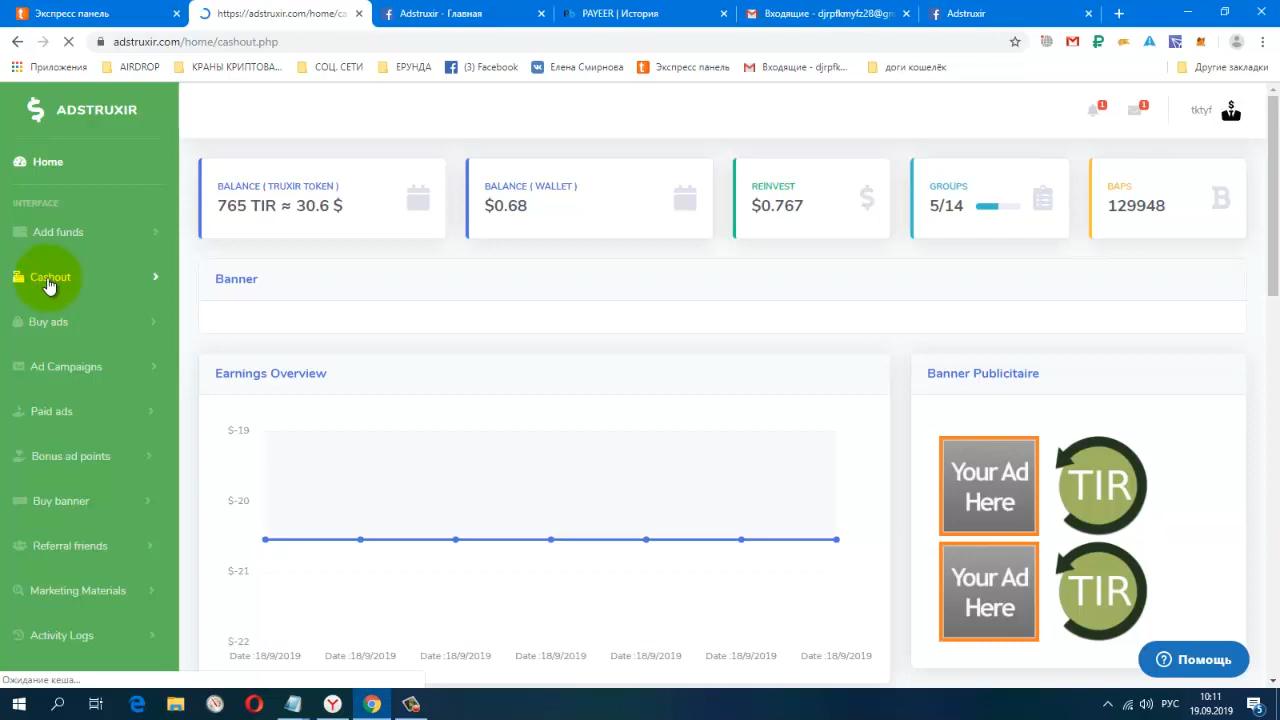 Экспресс панель
https://adstruxir.com/home/ca
Adstruxir - Главная
PAYEER | История
Входящие - djrpfkmyfz28@gm
Adstruxir
adstruxir.com/home/cashout.php
Приложения
AIRDROP
КРАНЫ КРИПТОВА...
СОЦ. СЕТИ
ЕРУНДА
(3) Facebook
Елена Смирнова
Экспресс панель
Входящие - djrpfk...
доги кошелёк
Другие закладки
ADSTRUXIR
1
1
tktyf
Home
INTERFACE
Add funds
Cashout
Buy ads
Ad Campaigns
Paid ads
Bonus ad points
Buy banner
Referral friends
Marketing Materials
Activity Logs
BALANCE ( TRUXIR TOKEN )
765 TIR ≈ 30.6 $
BALANCE ( WALLET )
$0.68
REINVEST
$0.767
GROUPS
5/14
BAPS
129948
Banner
Earnings Overview
$-19
$-20
$-21
$-22
Date :18/9/2019
Date :18/9/2019
Date :18/9/2019
Date :18/9/2019
Date :18/9/2019
Date :18/9/2019
Date :18/9/2019
Banner Publicitaire
Your Ad
Here
TIR
Your Ad
Here
TIR
Помощь
Ожидание кеша...
РУС
10:11
19.09.2019
5